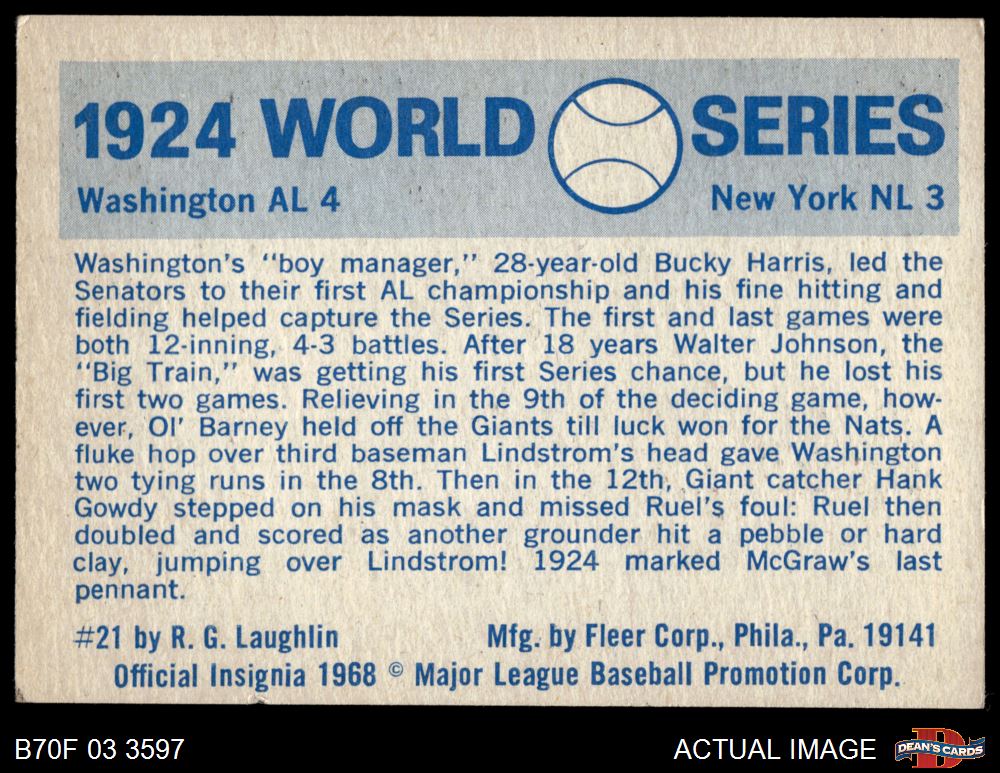 1924 WORLD SERIES
Washington AL 4 New York NL 3
Washington's "boy manager," 28-year-old Bucky Harris, led the
Senators to their first AL championship and his fine hitting and
fielding helped capture the Series. The first and last games were
both 12-inning, 4-3 battles. After 18 years Walter Johnson, the
"Big Train," was getting his first Series chance, but he lost his
first two games. Relieving in the 9th of the deciding game, how-
ever, Ol' Barney held off the Giants till luck won for the Nats. A
fluke hop over third baseman Lindstrom's head gave Washington
two tying runs in the 8th. Then in the 12th, Giant catcher Hank
Gowdy stepped on his mask and missed Ruel's foul: Ruel then
doubled and scored as another grounder hit a pebble or hard
clay, jumping over Lindstrom! 1924 marked McGraw's last
pennant.
#21 by R. G. Laughlin Mfg. by Fleer Corp., Phila., Pa. 19141
Official Insignia 1968 © Major League Baseball Promotion Corp.
B70F 03 3597 ACTUAL IMAGE D DEAN'S CARDS